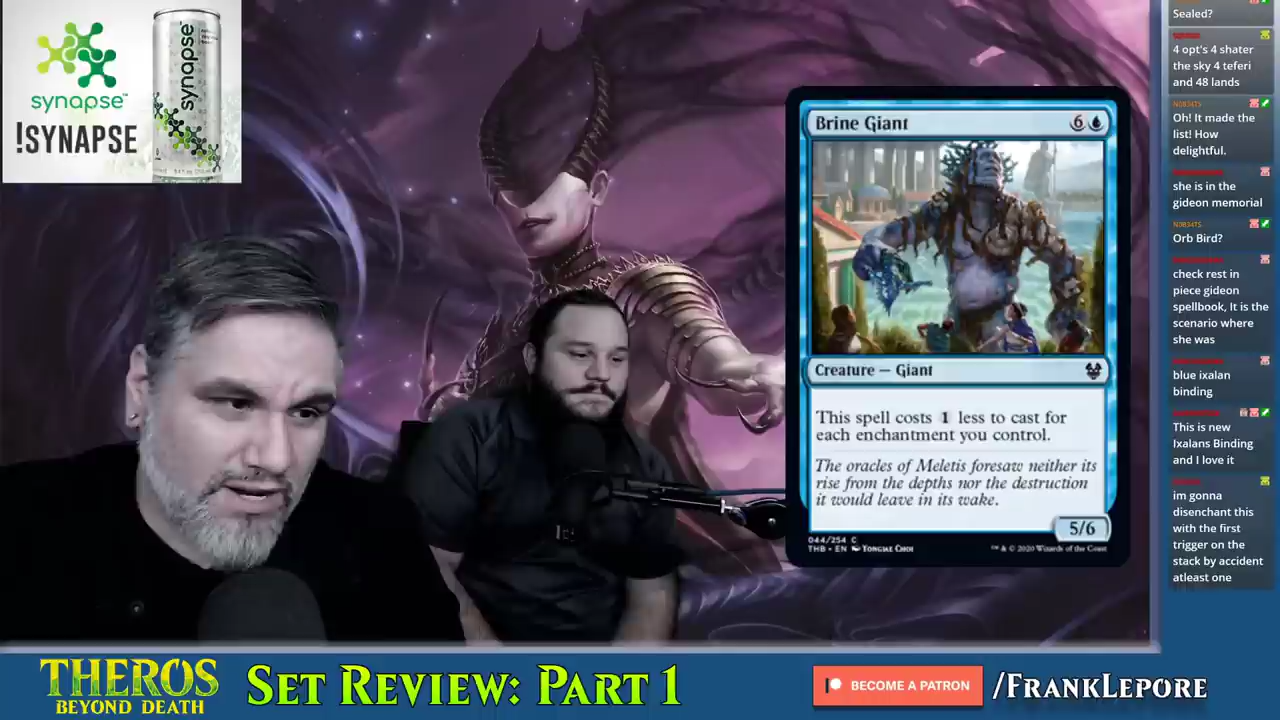 synapse™
!SYNAPSE
synapse
Brine Giant
6
Creature — Giant
This spell costs 1 less to cast for
each enchantment you control.
The oracles of Meletis foresaw neither its
rise from the depths nor the destruction
it would leave in its wake.
5/6
044/254 C
THB • EN YONGJAE CHOI
™ & © 2020 Wizards of the Coast
Sealed?
4 opt's 4 shater
the sky 4 teferi
and 48 lands
Oh! It made the
list! How
delightful.
she is in the
gideon memorial
Orb Bird?
check rest in
piece gideon
spellbook, It is the
scenario where
she was
blue ixalan
binding
This is new
Ixalans Binding
and I love it
im gonna
disenchant this
with the first
trigger on the
stack by accident
atleast one
THEROS
BEYOND DEATH
SET REVIEW: PART 1
BECOME A PATRON
/FRANKLEPORE